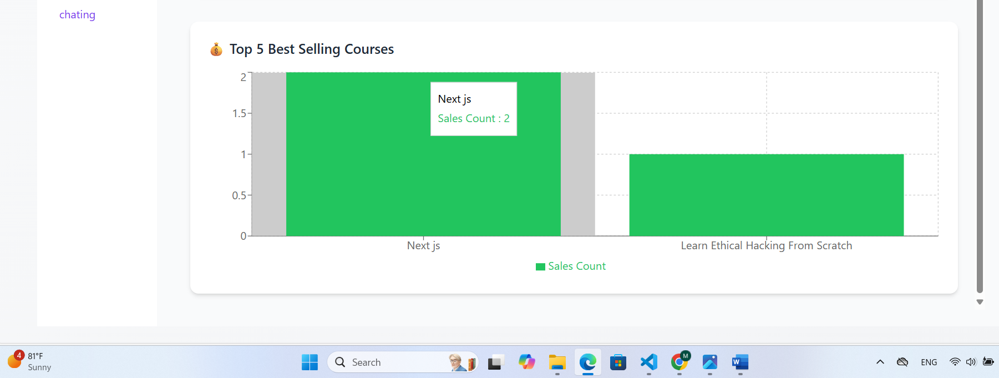 chating
Top 5 Best Selling Courses
2
1.5
1
0.5
0
Next js
Sales Count : 2
Next js
Learn Ethical Hacking From Scratch
Sales Count
4
81°F
Sunny
Search
M
W
ENG